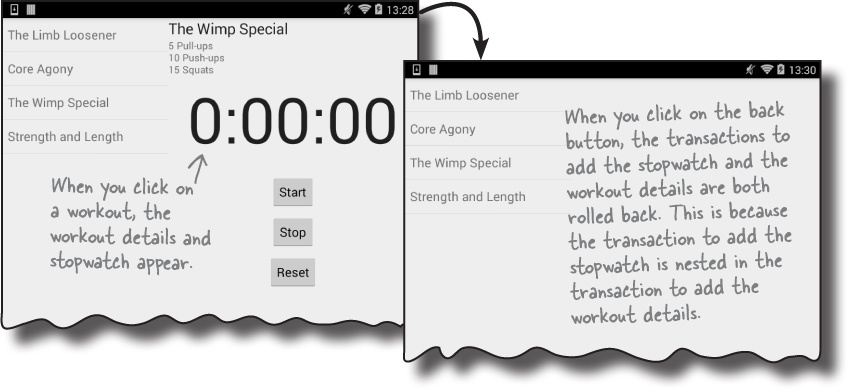 13:28
The Limb Loosener
Core Agony
The Wimp Special
Strength and Length
The Wimp Special
5 Pull-ups
10 Push-ups
15 Squats
0:00:00
Start
Stop
Reset
When you click on
a workout, the
workout details and
stopwatch appear.
13:30
The Limb Loosener
Core Agony
The Wimp Special
Strength and Length
When you click on the back
button, the transactions to
add the stopwatch and the
workout details are both
rolled back. This is because
the transaction to add the
stopwatch is nested in the
transaction to add the
workout details.